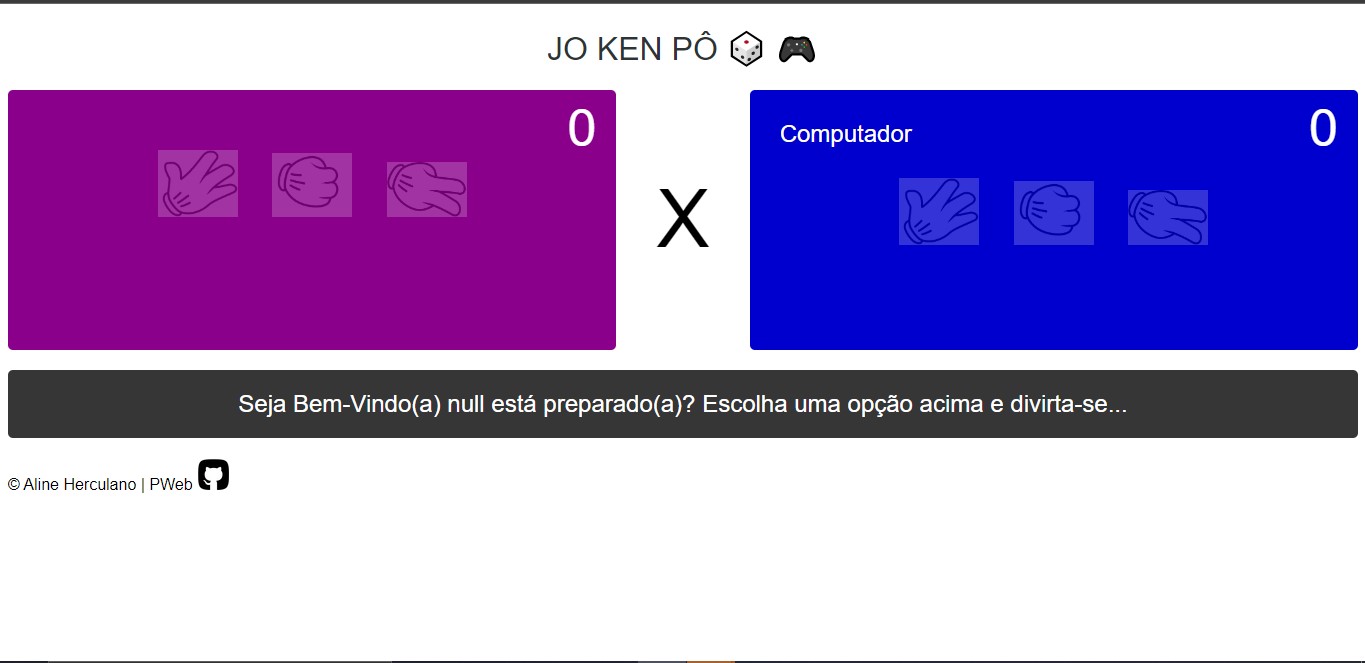 JO KEN PÔ
0
X
Computador
0
Seja Bem-Vindo(a) null está preparado(a)? Escolha uma opção acima e divirta-se...
© Aline Herculano | PWeb